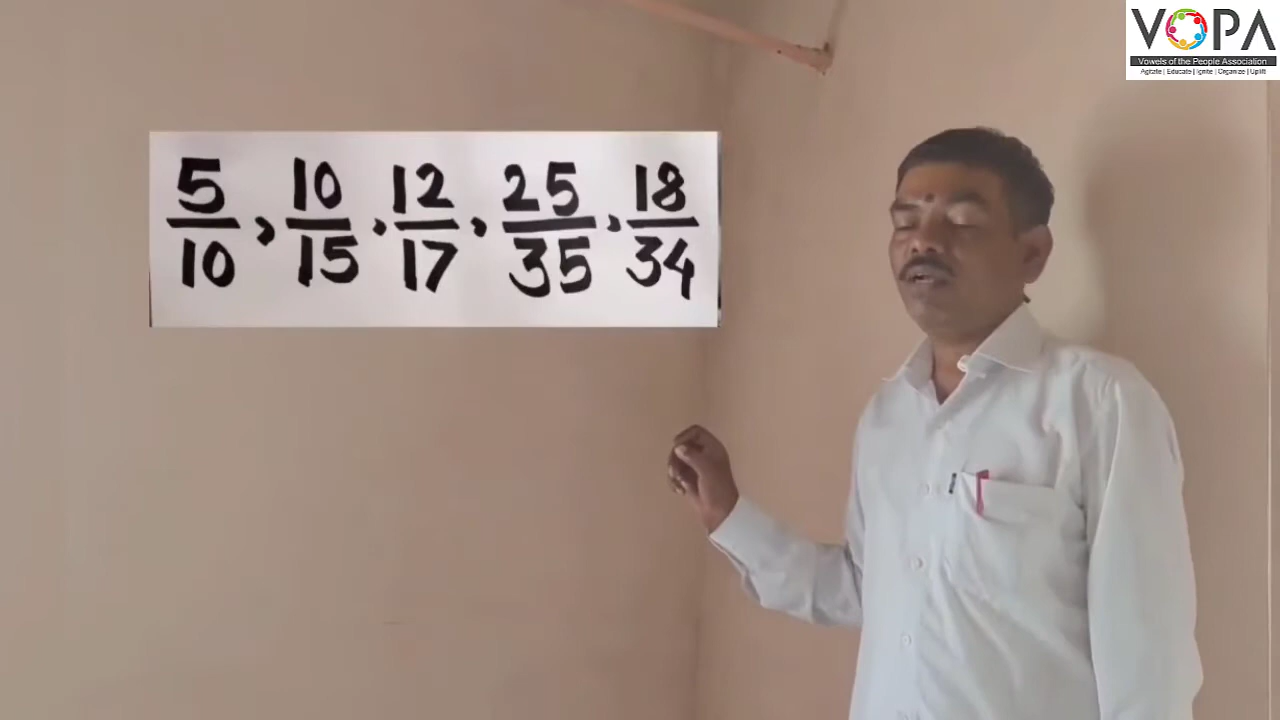 5/10, 10/15, 12/17, 25/35, 18/34
VOPA
Vowels of the People Association
Agitate | Educate | Ignite | Organize | Uplift